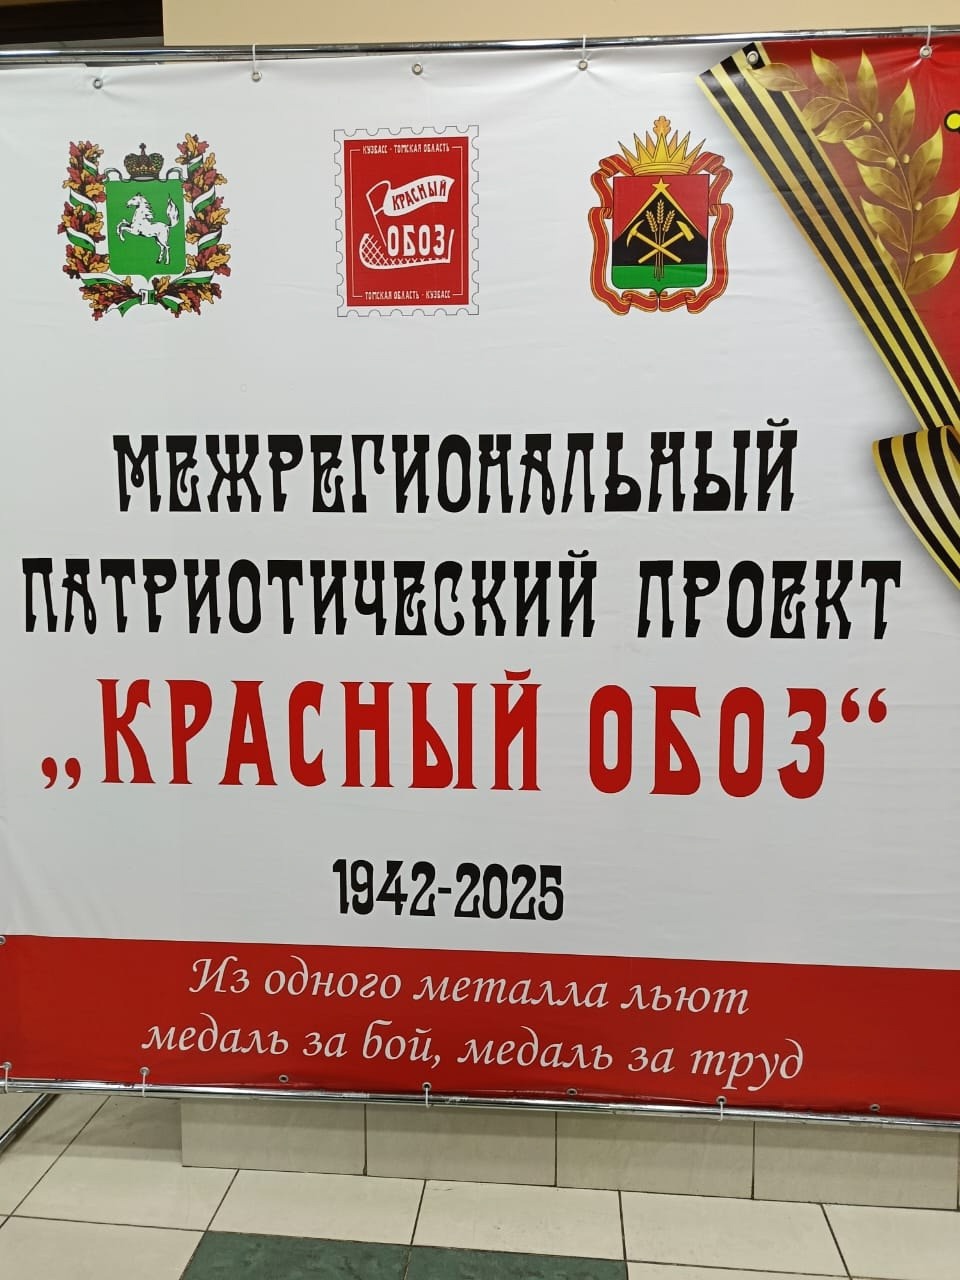 КУЗБАСС - ТОМСКАЯ ОБЛАСТЬ
КРАСНЫЙ
ОБОЗ
ТОМСКАЯ ОБЛАСТЬ - КУЗБАСС
МЕЖРЕГИОНАЛЬНЫЙ
ПАТРИОТИЧЕСКИЙ ПРОЕКТ
„КРАСНЫЙ ОБОЗ“
1942-2025
Из одного металла льют
медаль за бой, медаль за труд